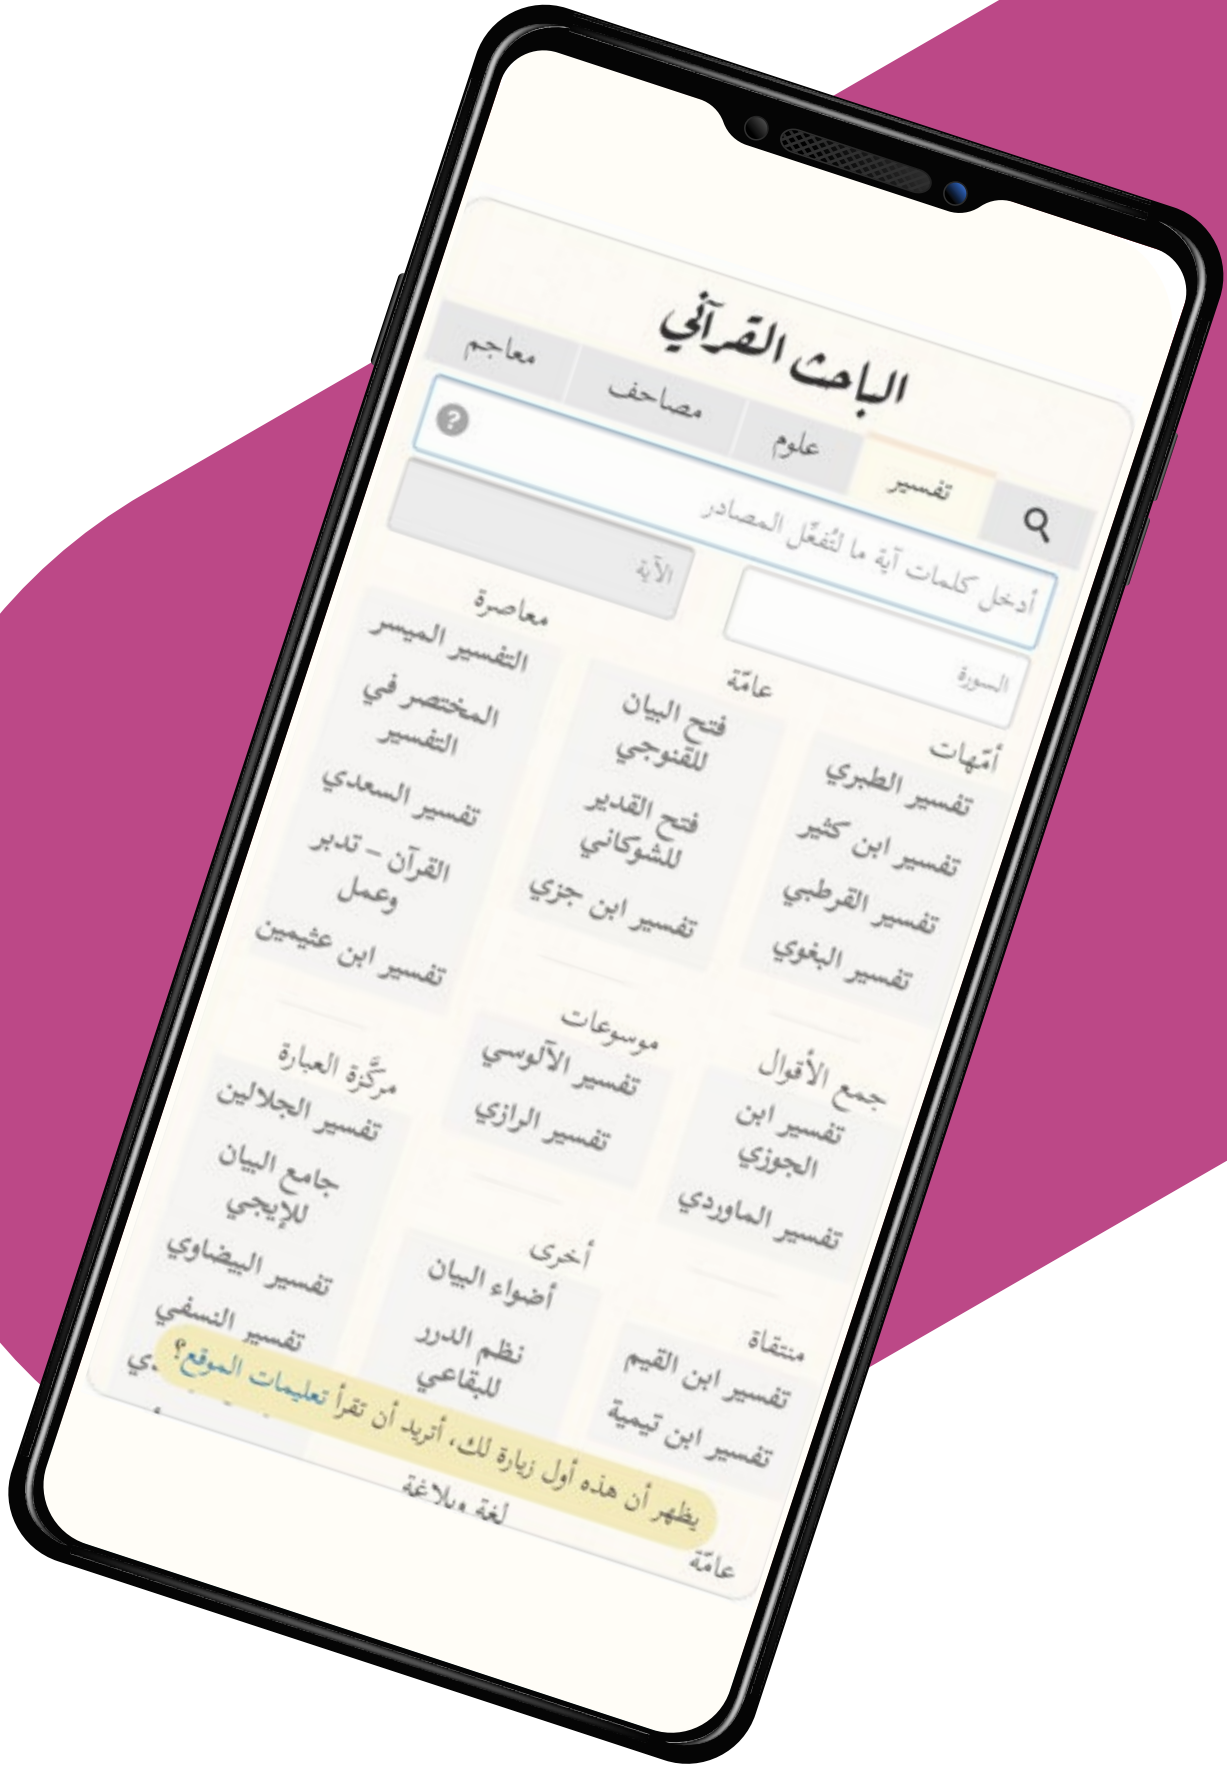 الباحث القرآني
تفسير
علوم
مصاحف
معاجم
أدخل كلمات آية ما لتُفعَّل المصادر
?
السورة
الآية
أمّهات
تفسير الطبري
تفسير ابن كثير
تفسير القرطبي
تفسير البغوي
عامّة
فتح البيان
للقنوجي
فتح القدير
للشوكاني
تفسير ابن جزي
معاصرة
التفسير الميسر
المختصر في
التفسير
تفسير السعدي
القرآن – تدبر
وعمل
تفسير ابن عثيمين
جمع الأقوال
تفسير ابن
الجوزي
تفسير الماوردي
موسوعات
تفسير الآلوسي
تفسير الرازي
مركَّزة العبارة
تفسير الجلالين
جامع البيان
للإيجي
تفسير البيضاوي
تفسير النسفي
منتقاة
تفسير ابن القيم
تفسير ابن تيمية
أخرى
أضواء البيان
نظم الدرر
للبقاعي
يظهر أن هذه أول زيارة لك، أتريد أن تقرأ تعليمات الموقع؟
عامّة
لغة وبلاغة